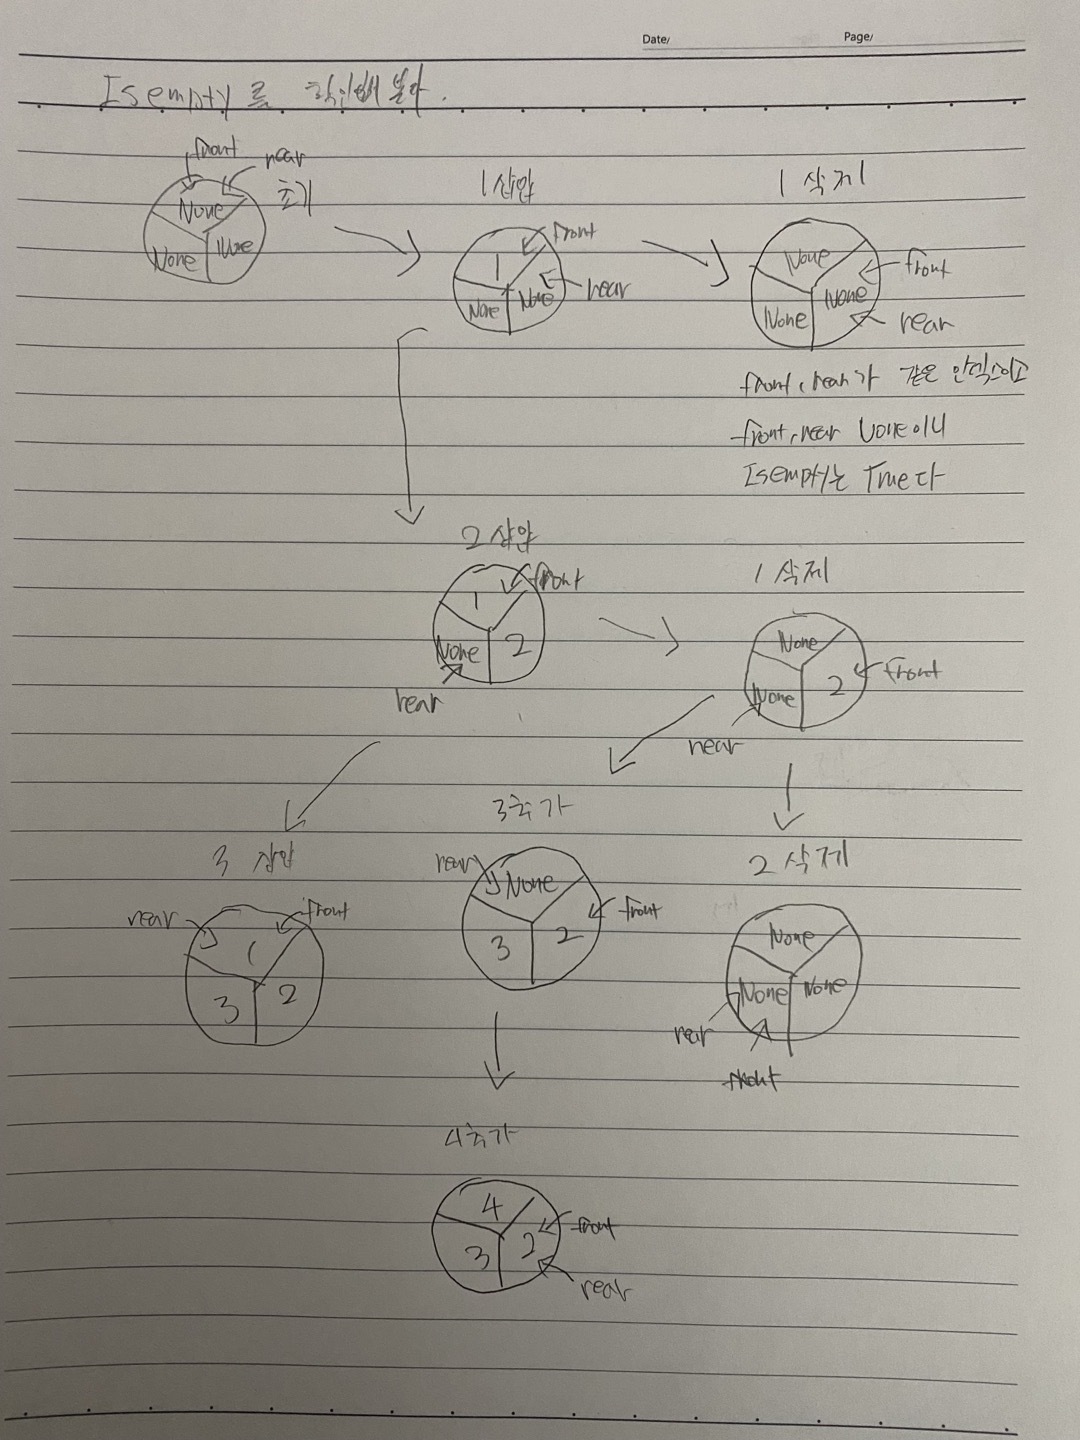 Date/
Page/
Isempty로 확인해 보자.
front
rear
초기
None
None
None
1 삽입
front
1
rear
None
None
1 삭제
None
front
None
None
rear
front, rear가 같은 인덱스이고
front, rear None이니
Isempty는 True다
2 삽입
front
1
None
2
rear
1 삭제
None
front
2
None
rear
3 삽입
rear
front
1
3
2
3추가
rear
None
front
3
2
2 삭제
None
None
None
rear
front
4추가
4
front
3
2
rear